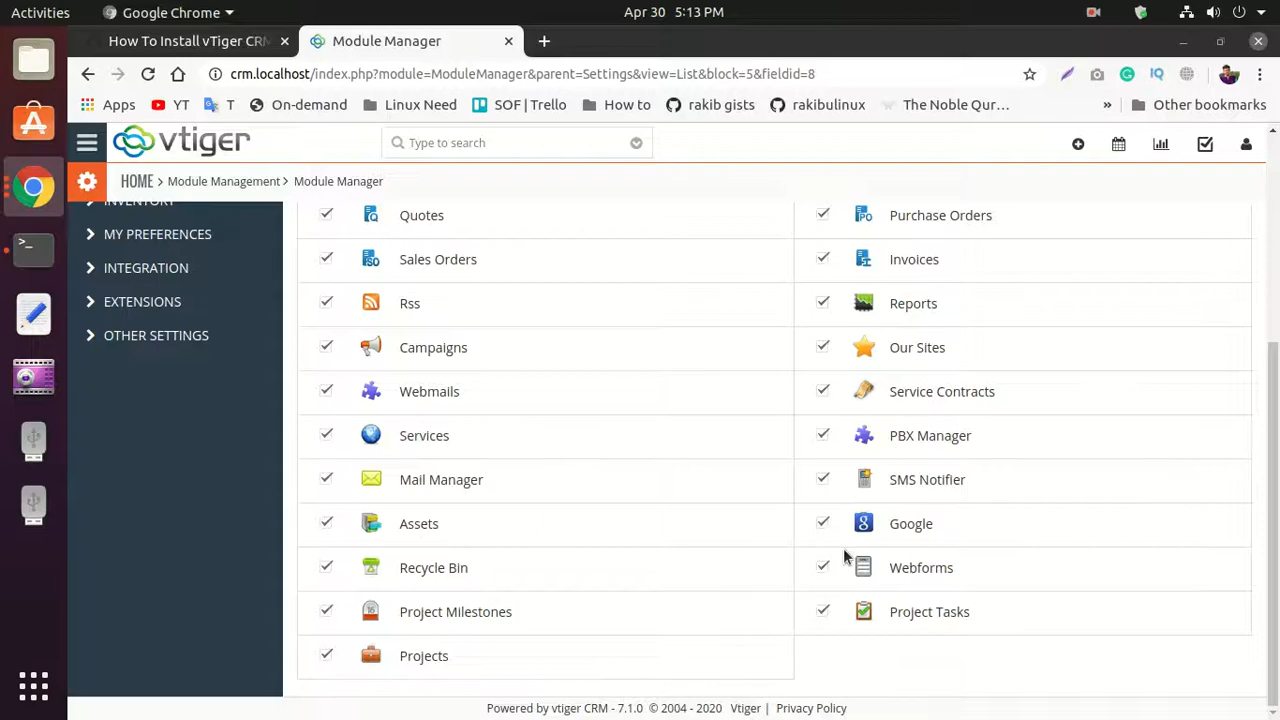 Activities Google Chrome Apr 30 5:13 PM
How To Install vTiger CRM Module Manager
crm.localhost/index.php?module=ModuleManager&parent=Settings&view=List&block=5&fieldid=8
Apps YT T On-demand Linux Need SOF | Trello How to rakib gists rakibulinux The Noble Qur... » Other bookmarks
vtiger Type to search
HOME > Module Management > Module Manager
INVENTORY
MY PREFERENCES
INTEGRATION
EXTENSIONS
OTHER SETTINGS
Quotes Purchase Orders
Sales Orders Invoices
Rss Reports
Campaigns Our Sites
Webmails Service Contracts
Services PBX Manager
Mail Manager SMS Notifier
Assets Google
Recycle Bin Webforms
Project Milestones Project Tasks
Projects
Powered by vtiger CRM - 7.1.0 © 2004 - 2020 Vtiger | Privacy Policy